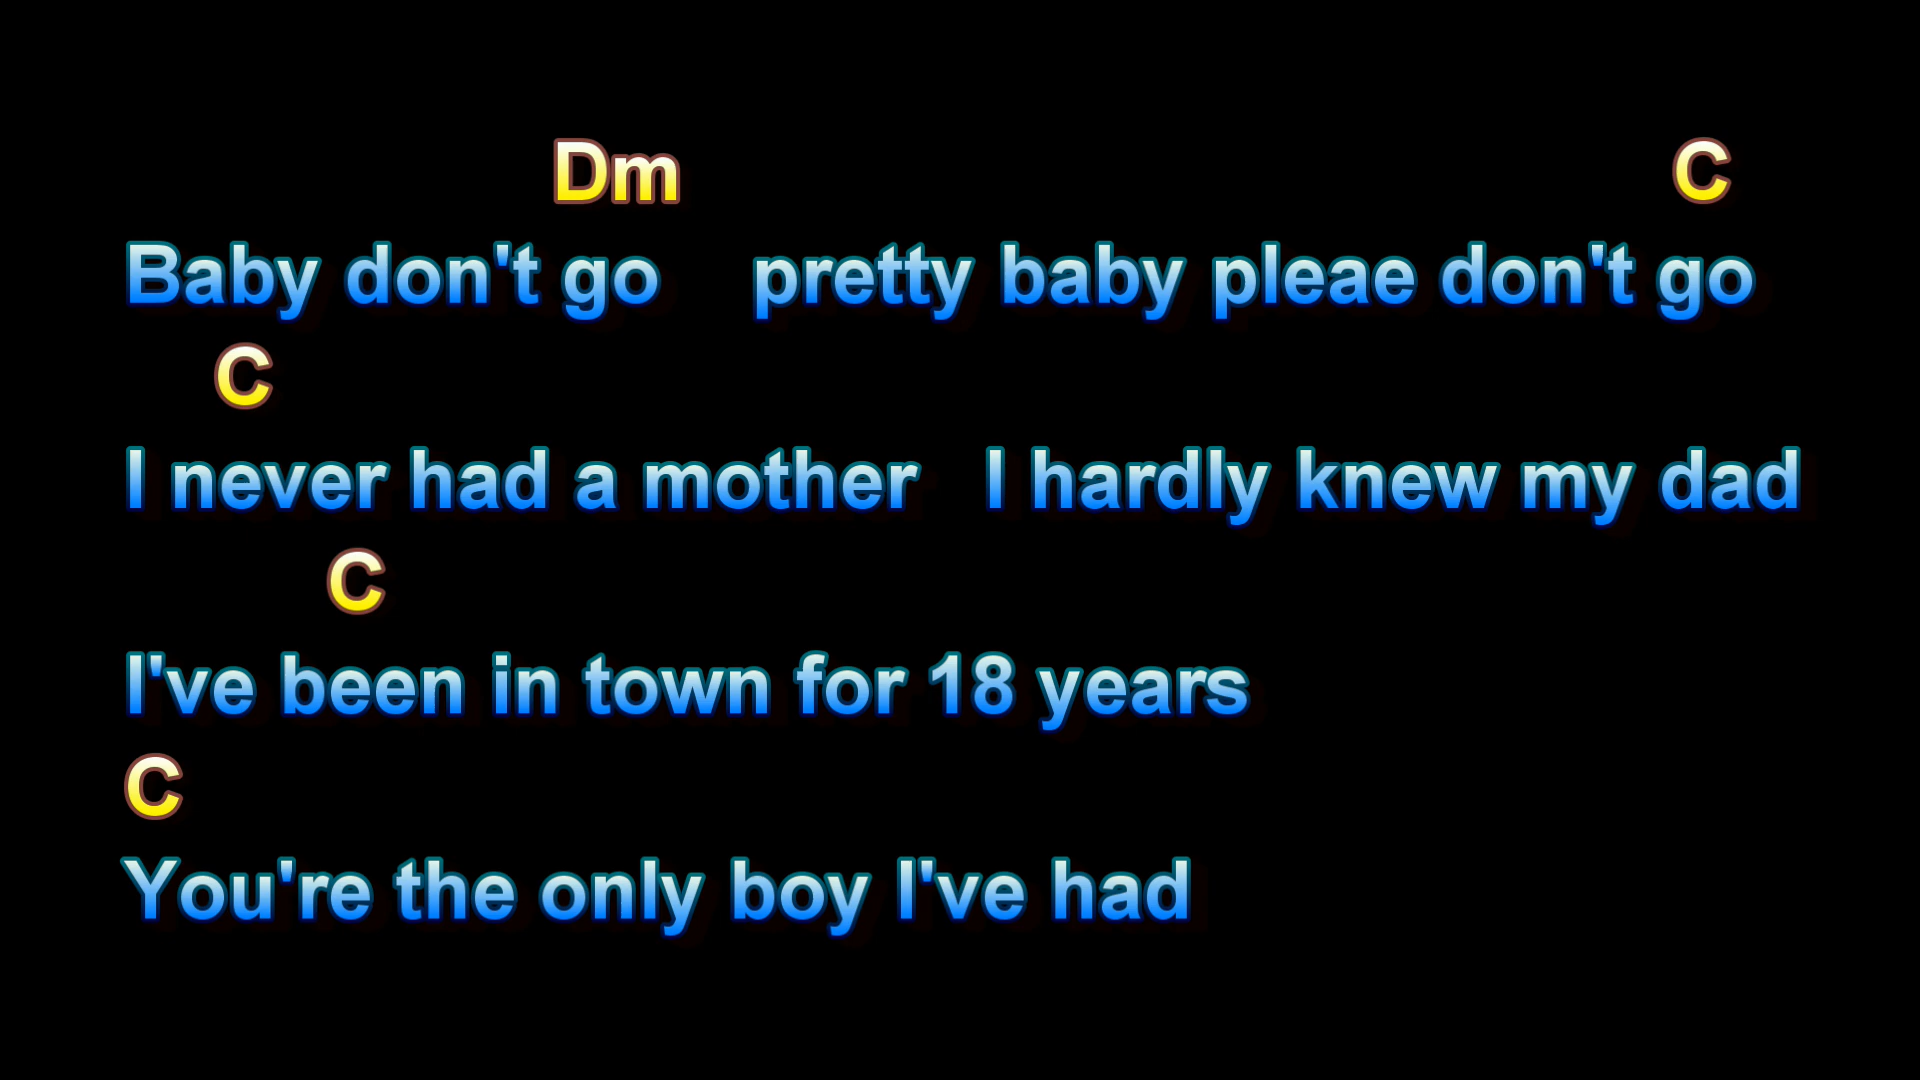 Dm C
Baby don't go pretty baby pleae don't go
C
I never had a mother I hardly knew my dad
C
I've been in town for 18 years
C
You're the only boy I've had